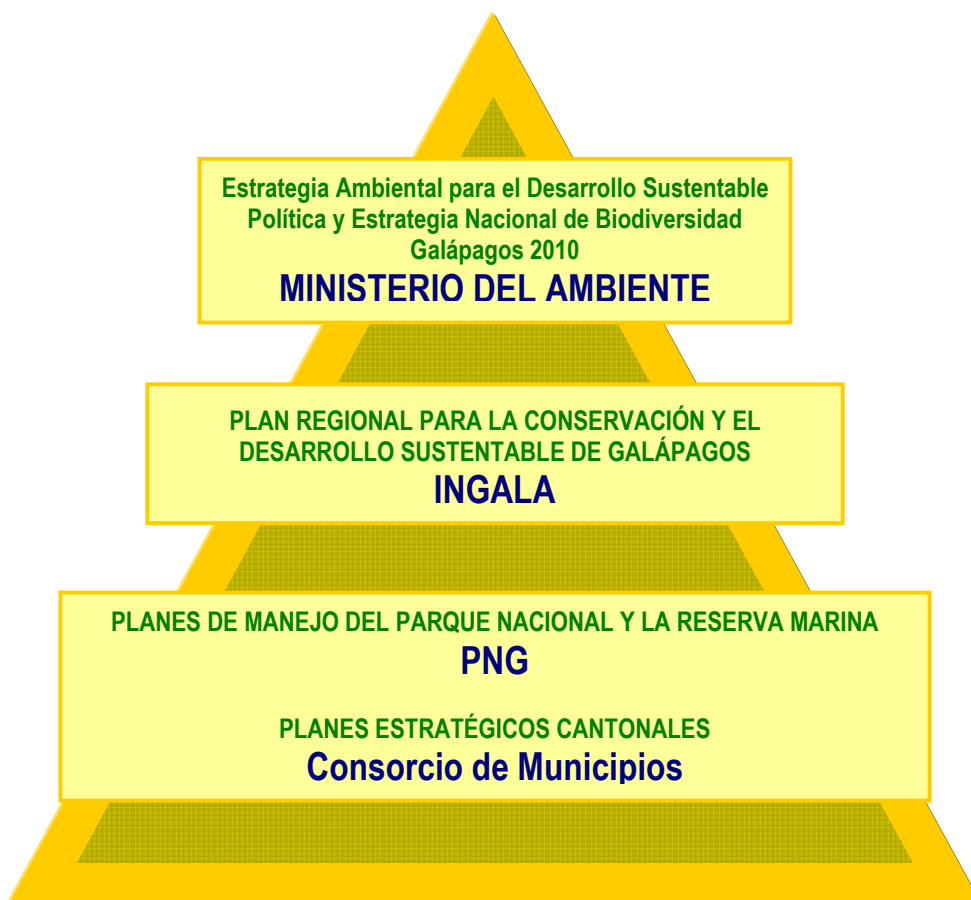 Estrategia Ambiental para el Desarrollo Sustentable
Política y Estrategia Nacional de Biodiversidad
Galápagos 2010
MINISTERIO DEL AMBIENTE
PLAN REGIONAL PARA LA CONSERVACIÓN Y EL
DESARROLLO SUSTENTABLE DE GALÁPAGOS
INGALA
PLANES DE MANEJO DEL PARQUE NACIONAL Y LA RESERVA MARINA
PNG
PLANES ESTRATÉGICOS CANTONALES
Consorcio de Municipios